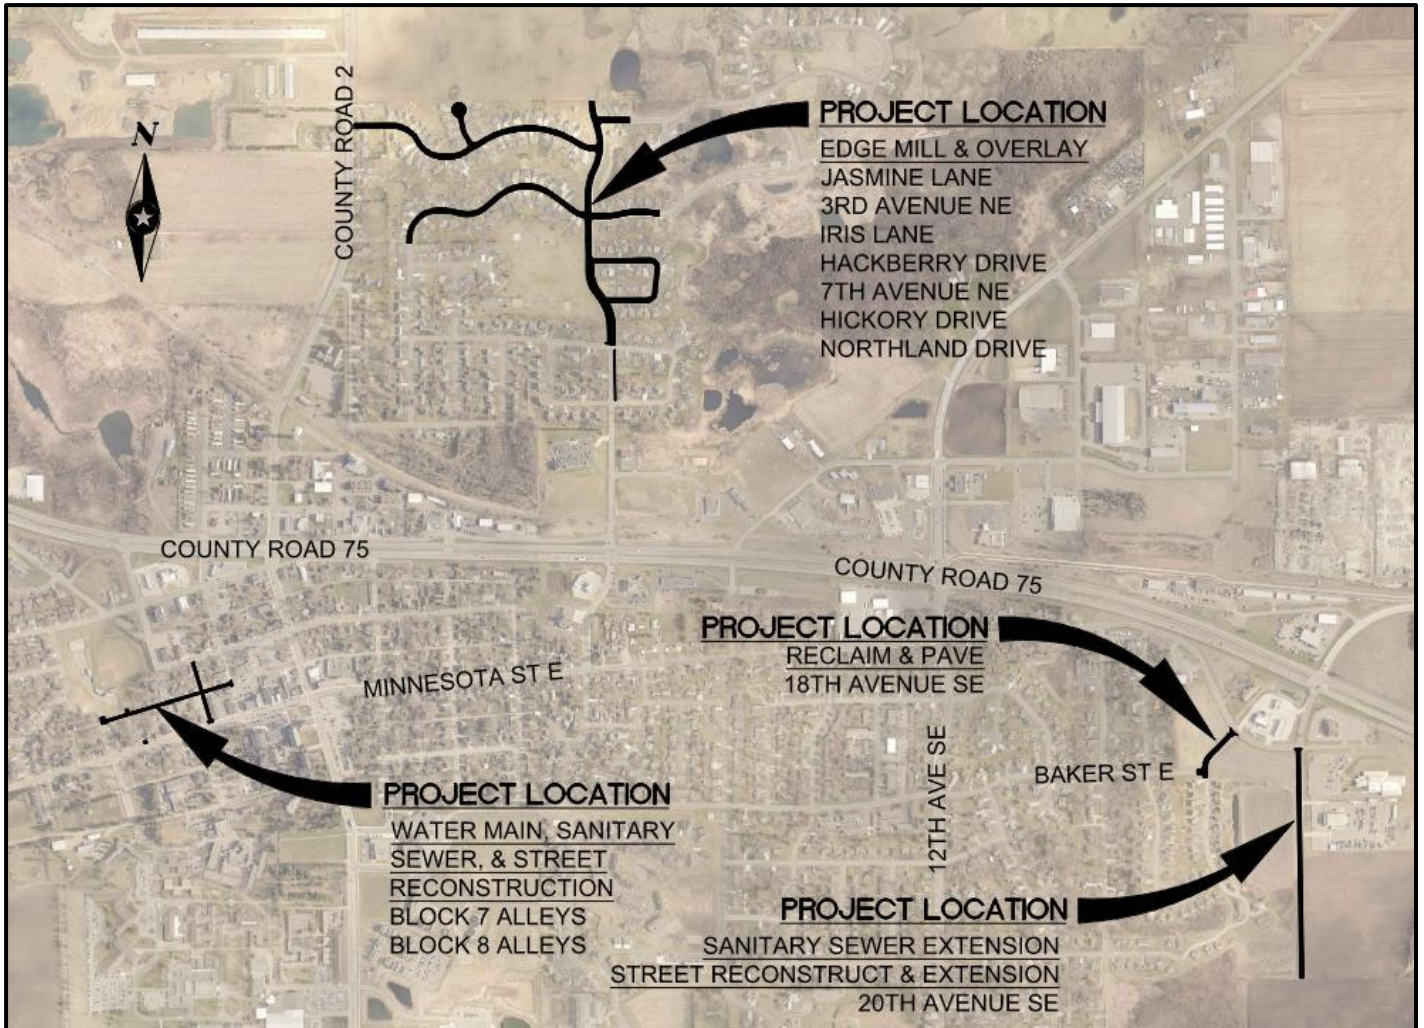 N
COUNTY ROAD 2
PROJECT LOCATION
EDGE MILL & OVERLAY
JASMINE LANE
3RD AVENUE NE
IRIS LANE
HACKBERRY DRIVE
7TH AVENUE NE
HICKORY DRIVE
NORTHLAND DRIVE
COUNTY ROAD 75
COUNTY ROAD 75
PROJECT LOCATION
RECLAIM & PAVE
18TH AVENUE SE
MINNESOTA ST E
12TH AVE SE
BAKER ST E
PROJECT LOCATION
WATER MAIN, SANITARY
SEWER, & STREET
RECONSTRUCTION
BLOCK 7 ALLEYS
BLOCK 8 ALLEYS
PROJECT LOCATION
SANITARY SEWER EXTENSION
STREET RECONSTRUCT & EXTENSION
20TH AVENUE SE